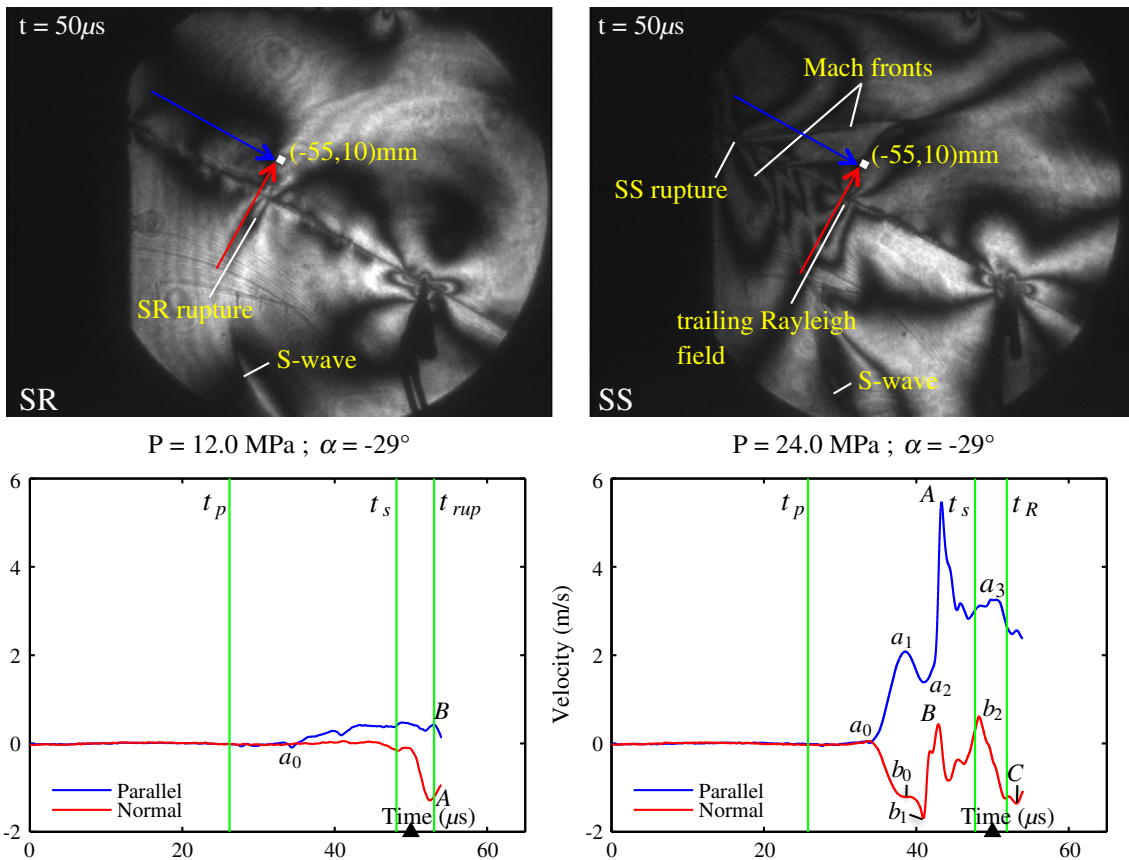 t = 50μs
(-55,10)mm
SR rupture
S-wave
SR
t = 50μs
Mach fronts
(-55,10)mm
SS rupture
trailing Rayleigh
field
S-wave
SS
P = 12.0 MPa ; α = -29°
P = 24.0 MPa ; α = -29°
6
4
2
0
-2
0
20
40
60
t p
t s
t rup
a0
B
A
Parallel
Normal
Time (μs)
Velocity (m/s)
6
4
2
0
-2
0
20
40
60
t p
A
t s
t R
a1
a2
a3
a0
B
b2
b0
b1
C
Parallel
Normal
Time (μs)